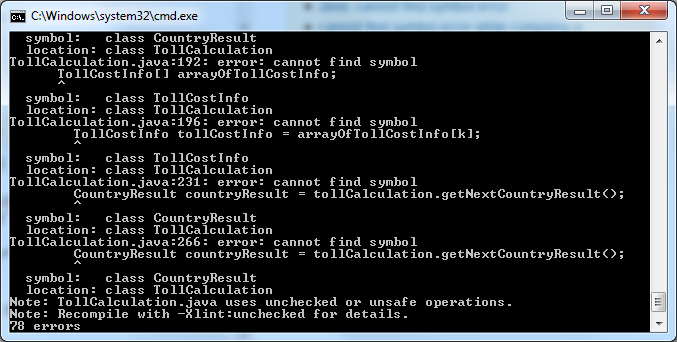 C:\Windows\system32\cmd.exe
symbol:   class CountryResult
location: class TollCalculation
TollCalculation.java:192: error: cannot find symbol
TollCostInfo[] arrayOfTollCostInfo;
^
symbol:   class TollCostInfo
location: class TollCalculation
TollCalculation.java:196: error: cannot find symbol
TollCostInfo tollCostInfo = arrayOfTollCostInfo[k];
^
symbol:   class TollCostInfo
location: class TollCalculation
TollCalculation.java:231: error: cannot find symbol
CountryResult countryResult = tollCalculation.getNextCountryResult();
^
symbol:   class CountryResult
location: class TollCalculation
TollCalculation.java:266: error: cannot find symbol
CountryResult countryResult = tollCalculation.getNextCountryResult();
^
symbol:   class CountryResult
location: class TollCalculation
Note: TollCalculation.java uses unchecked or unsafe operations.
Note: Recompile with -Xlint:unchecked for details.
78 errors